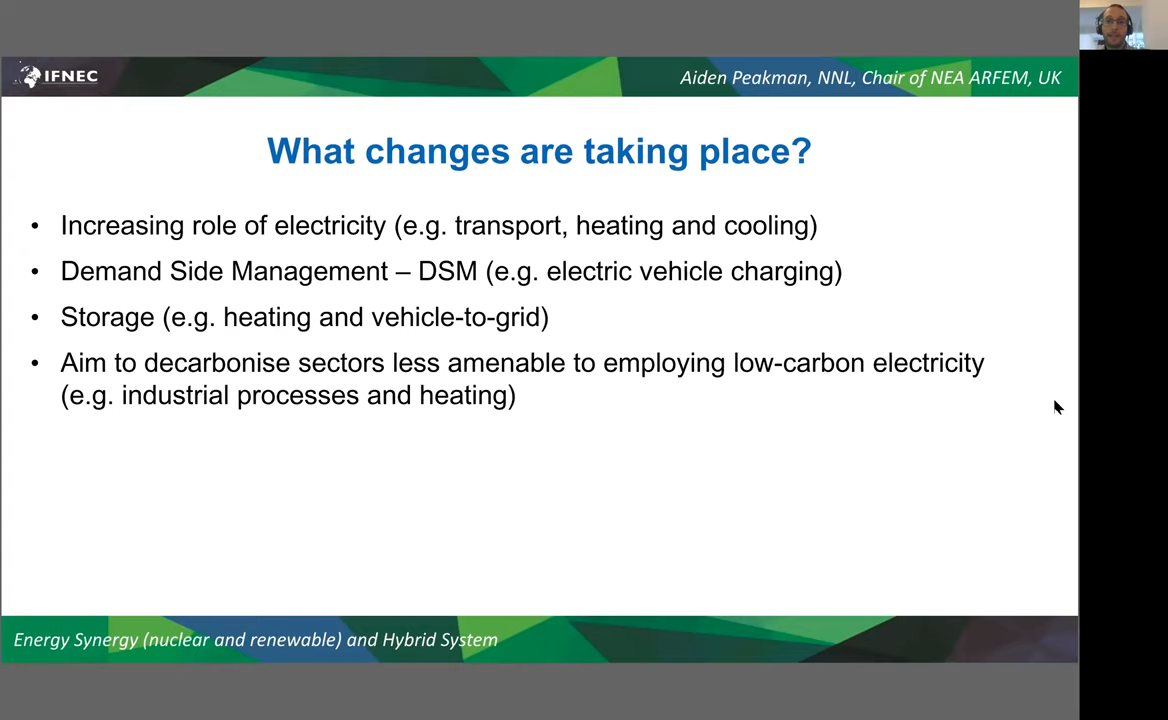 IFNEC
Aiden Peakman, NNL, Chair of NEA ARFEM, UK
What changes are taking place?
• Increasing role of electricity (e.g. transport, heating and cooling)
• Demand Side Management – DSM (e.g. electric vehicle charging)
• Storage (e.g. heating and vehicle-to-grid)
• Aim to decarbonise sectors less amenable to employing low-carbon electricity
(e.g. industrial processes and heating)
Energy Synergy (nuclear and renewable) and Hybrid System